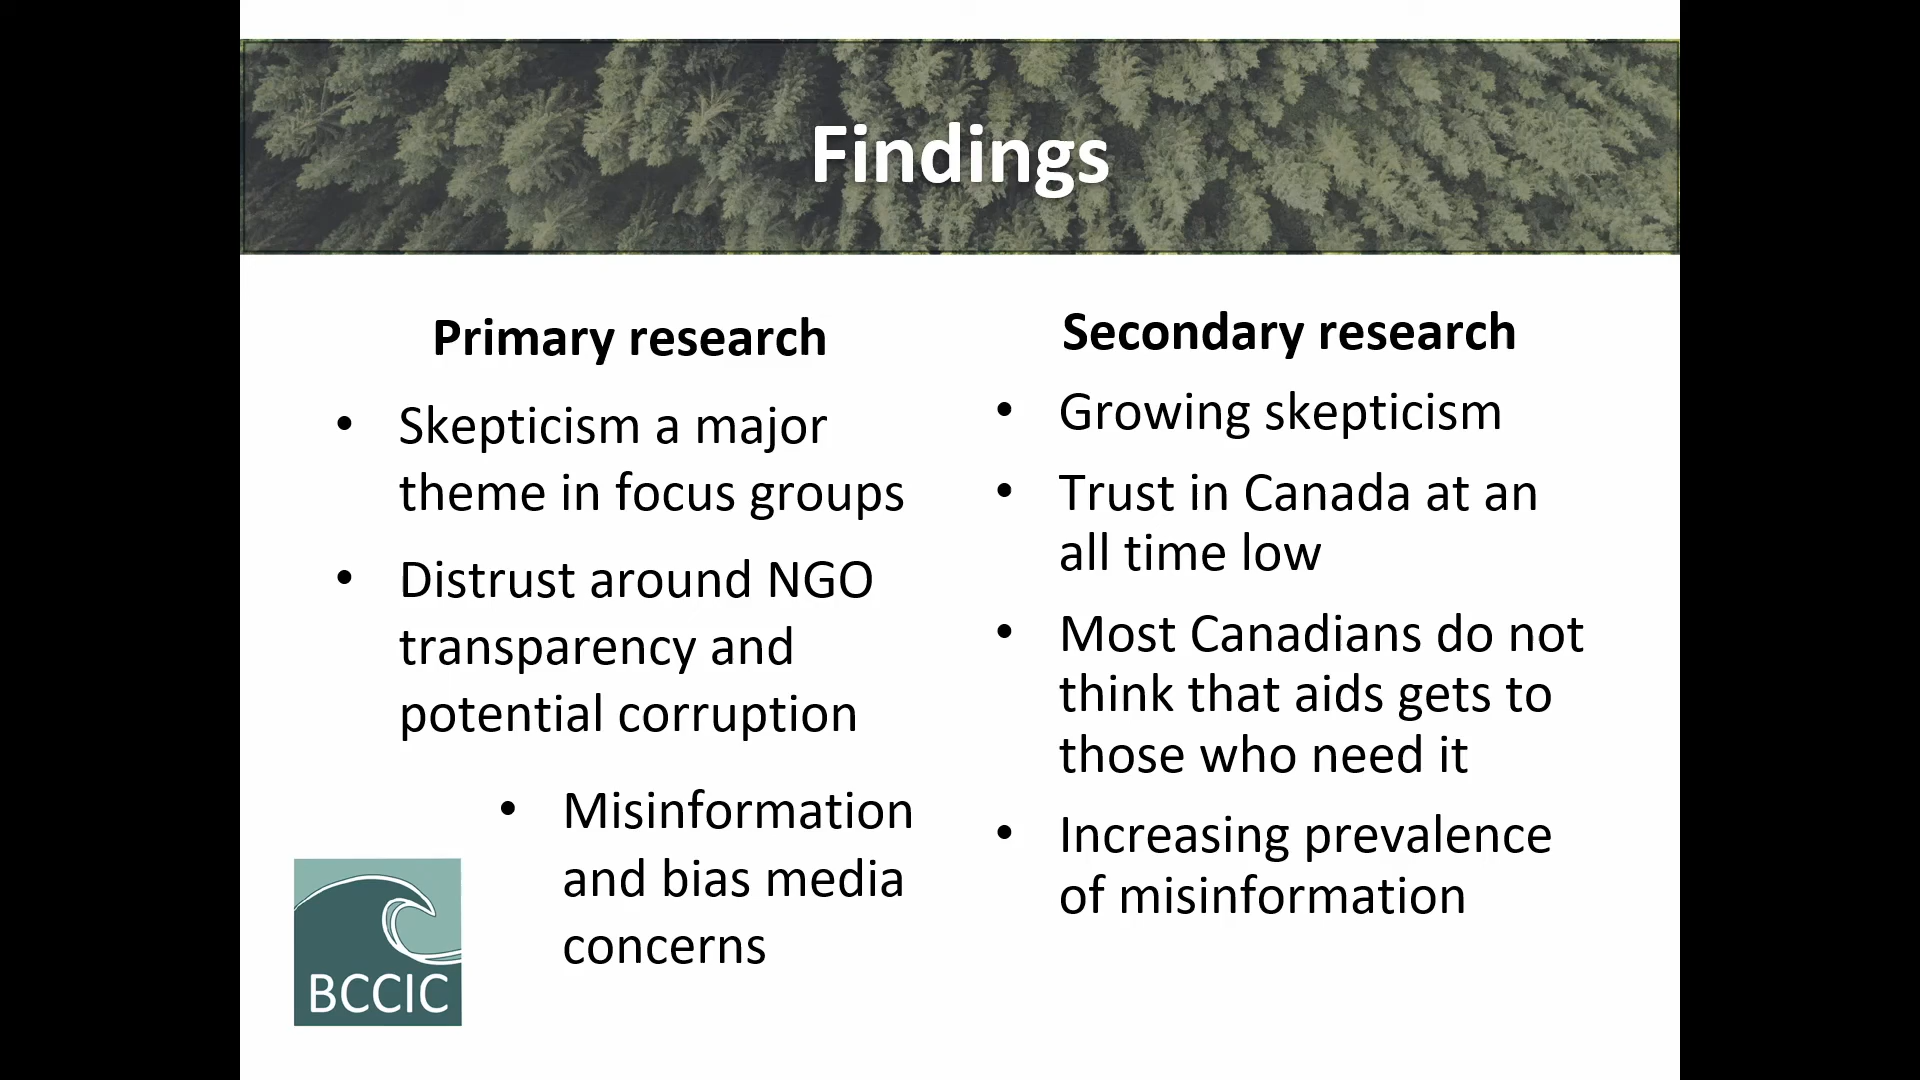 Findings
Primary research
• Skepticism a major
theme in focus groups
• Distrust around NGO
transparency and
potential corruption
• Misinformation
and bias media
concerns
BCCIC
Secondary research
• Growing skepticism
• Trust in Canada at an
all time low
• Most Canadians do not
think that aids gets to
those who need it
• Increasing prevalence
of misinformation